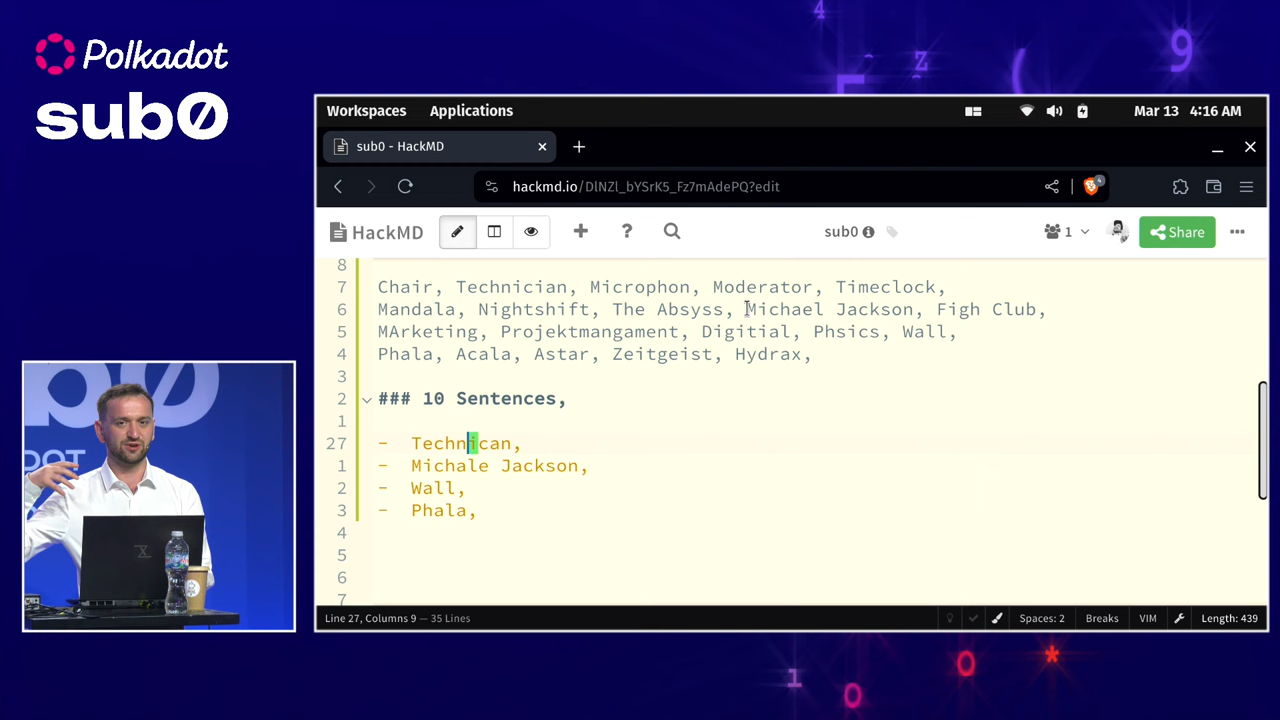 Polkadot
sub0
Workspaces Applications Mar 13 4:16 AM
sub0 - HackMD
hackmd.io/DlNZl_bYSrK5_Fz7mAdePQ?edit
HackMD sub0 1 Share
8
7 Chair, Technician, Microphon, Moderator, Timeclock,
6 Mandala, Nightshift, The Absyss, Michael Jackson, Figh Club,
5 MArketing, Projektmangament, Digitial, Phsics, Wall,
4 Phala, Acala, Astar, Zeitgeist, Hydrax,
3
2 ### 10 Sentences,
1
27 - Technican,
1 - Michale Jackson,
2 - Wall,
3 - Phala,
4
5
6
7
Line 27, Columns 9 — 35 Lines Spaces: 2 Breaks VIM Length: 439